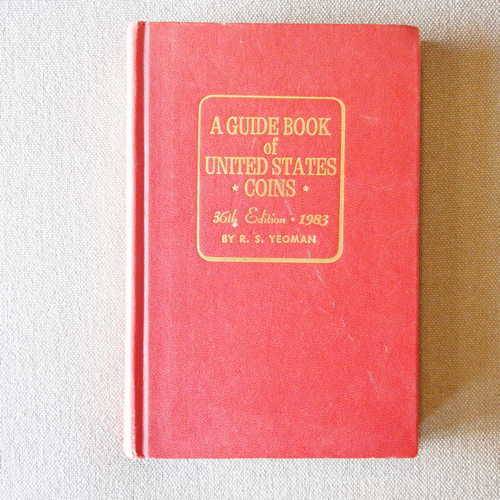 A GUIDE BOOK
of
UNITED STATES
* COINS *
36th Edition • 1983
BY R. S. YEOMAN